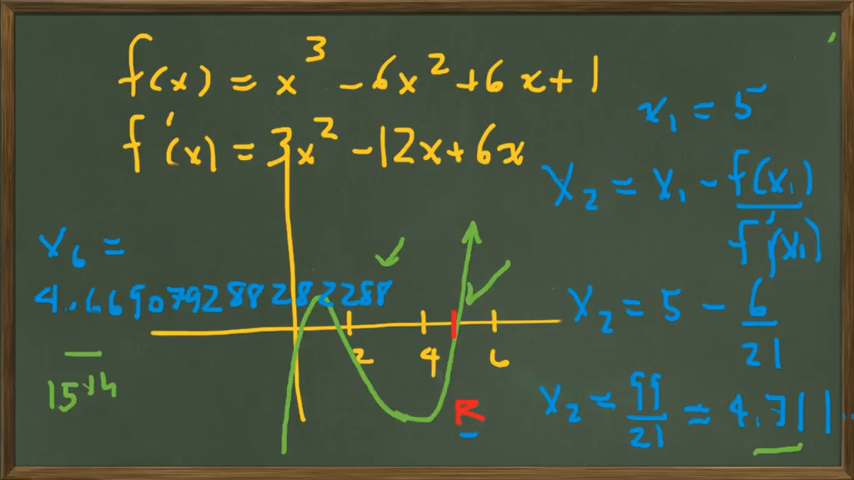 f(x) = x³ - 6x² + 6x + 1
f'(x) = 3x² - 12x + 6x
x₁ = 5
x₂ = x₁ - f(x₁)/f'(x₁)
x₂ = 5 - 6/21
x₂ = 99/21 = 4.711...
x₆ =
4.669079288282288
15th
2 4 6
R